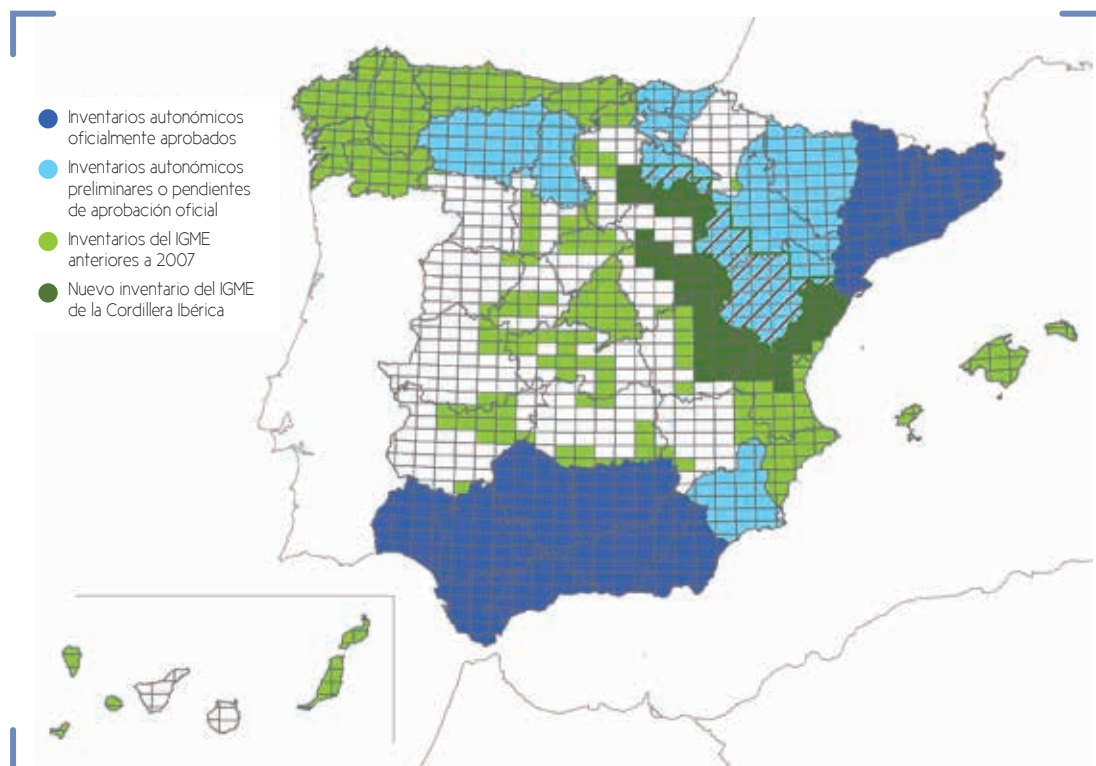 Inventarios autonómicos
oficialmente aprobados
Inventarios autonómicos
preliminares o pendientes
de aprobación oficial
Inventarios del IGME
anteriores a 2007
Nuevo inventario del IGME
de la Cordillera Ibérica